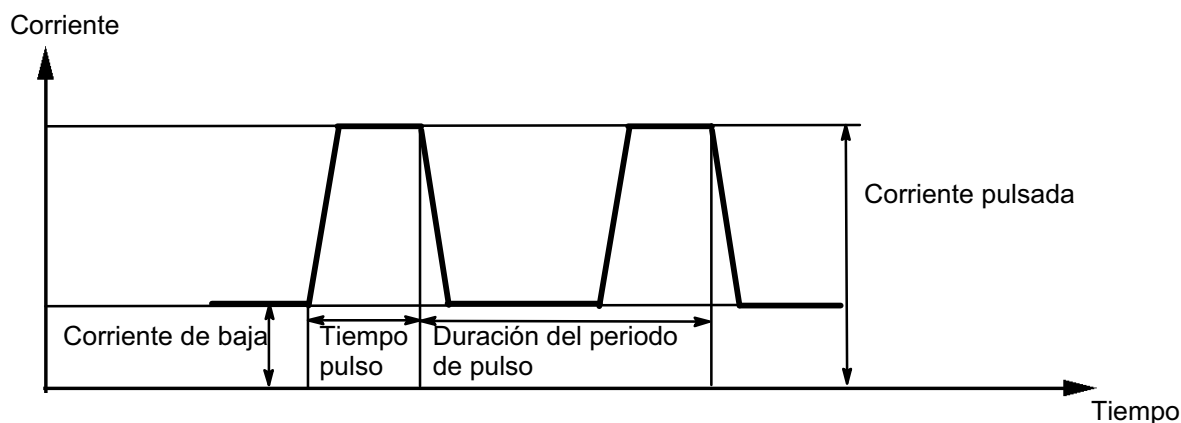 Corriente
Corriente pulsada
Corriente de baja
Tiempo
pulso
Duración del periodo
de pulso
Tiempo